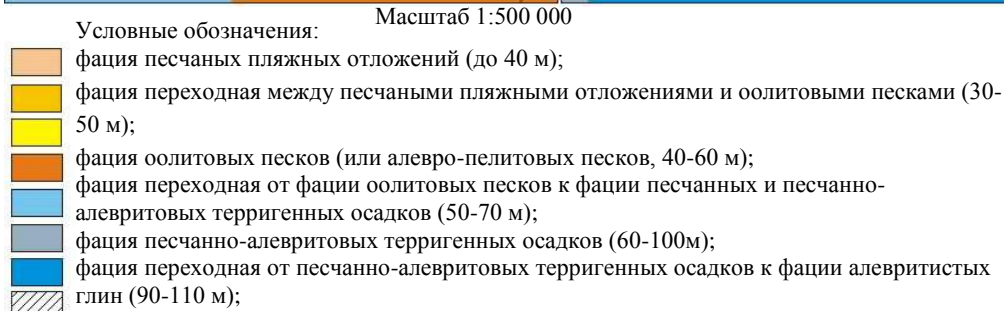 Масштаб 1:500 000
Условные обозначения:
фация песчаных пляжных отложений (до 40 м);
фация переходная между песчаными пляжными отложениями и оолитовыми песками (30-
50 м);
фация оолитовых песков (или алевро-пелитовых песков, 40-60 м);
фация переходная от фации оолитовых песков к фации песчанных и песчанно-
алевритовых терригенных осадков (50-70 м);
фация песчанно-алевритовых терригенных осадков (60-100м);
фация переходная от песчанно-алевритовых терригенных осадков к фации алевритистых
глин (90-110 м);